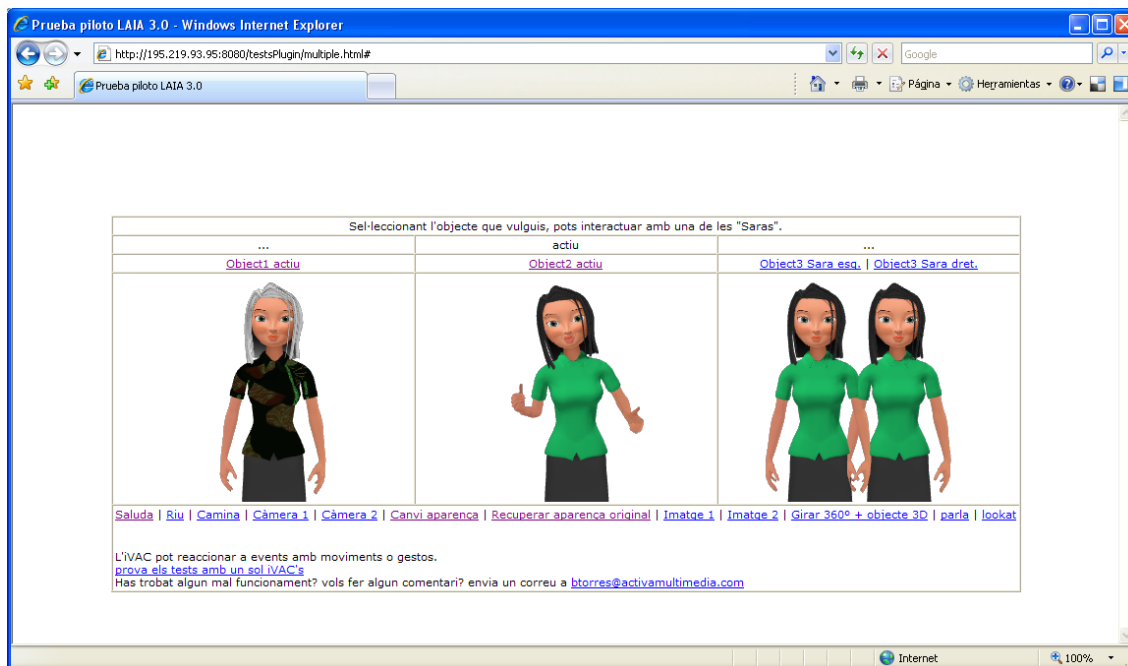 Prueba piloto LAIA 3.0 - Windows Internet Explorer
http://195.219.93.95:8080/testsPlugin/multiple.html#
Google
Prueba piloto LAIA 3.0
Página
Herramientas
Sel·leccionant l'objecte que vulguis, pots interactuar amb una de les "Saras".
... actiu ...
Object1 actiu Object2 actiu Object3 Sara esq. | Object3 Sara dret.
Saluda | Riu | Camina | Càmera 1 | Càmera 2 | Canvi aparença | Recuperar aparença original | Imatge 1 | Imatge 2 | Girar 360º + objecte 3D | parla | lookat
L'iVAC pot reaccionar a events amb moviments o gestos.
prova els tests amb un sol iVAC's
Has trobat algun mal funcionament? vols fer algun comentari? envia un correu a btorres@activamultimedia.com
Internet 100%